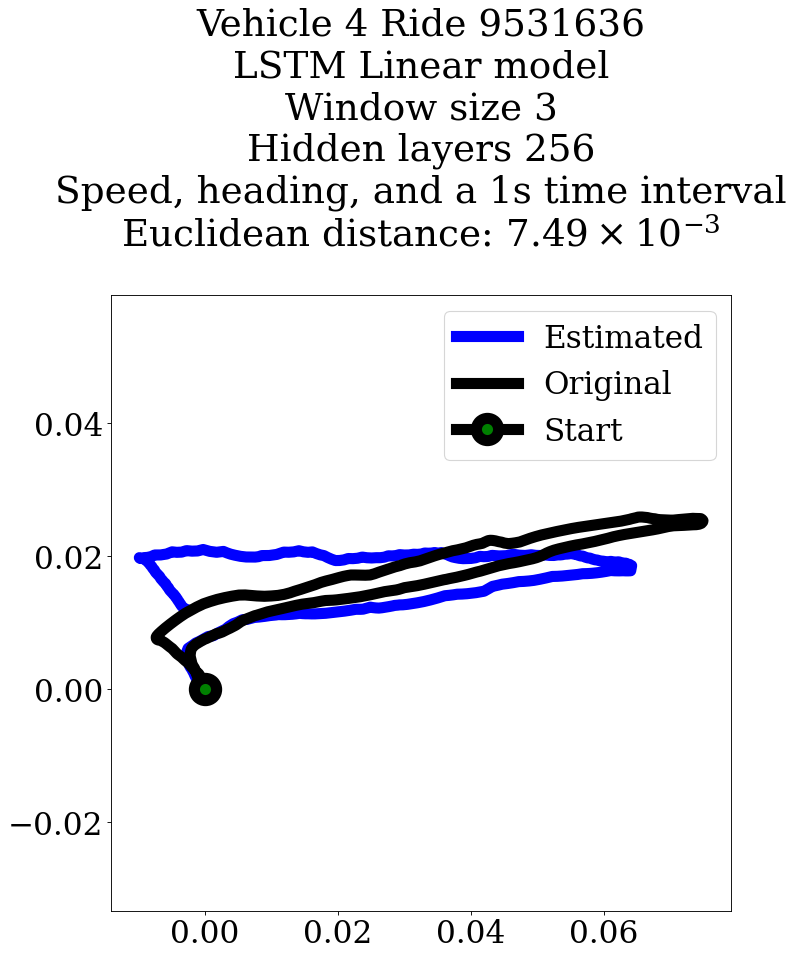 Vehicle 4 Ride 9531636
LSTM Linear model
Window size 3
Hidden layers 256
Speed, heading, and a 1s time interval
Euclidean distance: 7.49 × 10⁻³
Estimated
Original
Start
0.04
0.02
0.00
−0.02
0.00 0.02 0.04 0.06